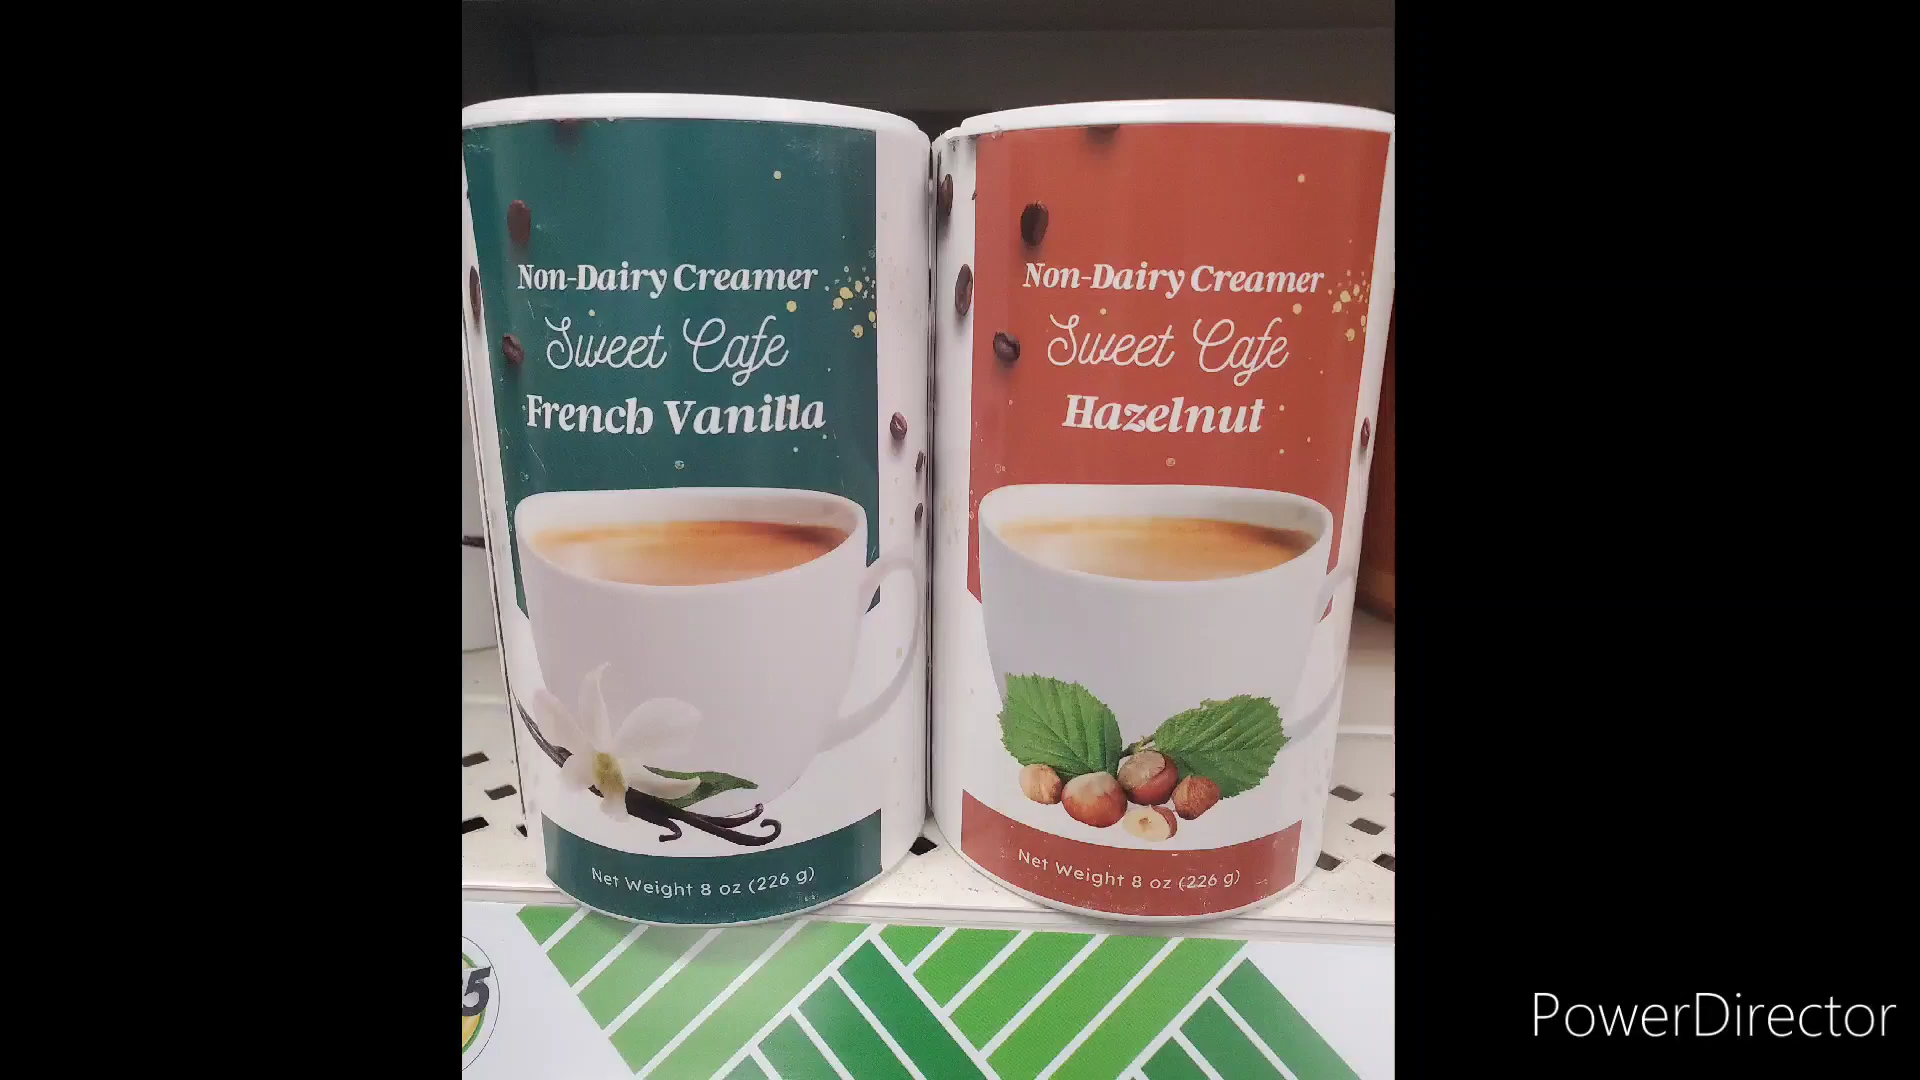 Non-Dairy Creamer
Sweet Cafe
French Vanilla
Net Weight 8 oz (226 g)
Non-Dairy Creamer
Sweet Cafe
Hazelnut
Net Weight 8 oz (226 g)
5
PowerDirector